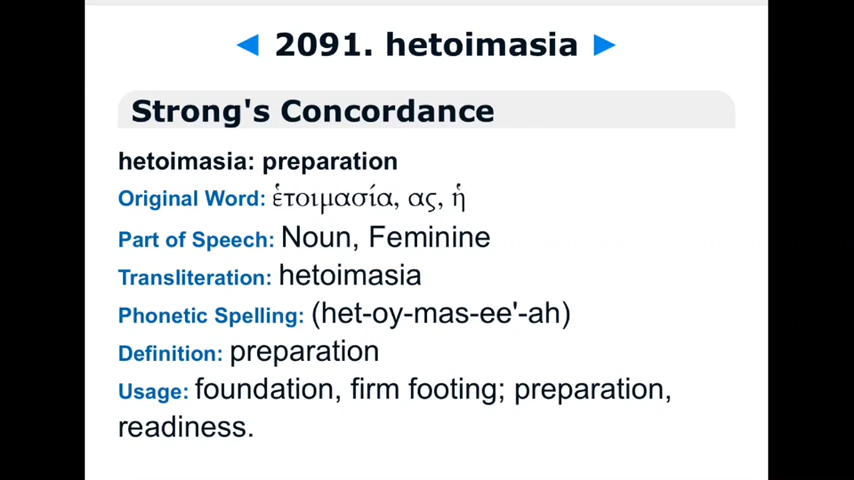 ◄ 2091. hetoimasia ►
Strong's Concordance
hetoimasia: preparation
Original Word: ἑτοιμασία, ας, ἡ
Part of Speech: Noun, Feminine
Transliteration: hetoimasia
Phonetic Spelling: (het-oy-mas-ee'-ah)
Definition: preparation
Usage: foundation, firm footing; preparation,
readiness.